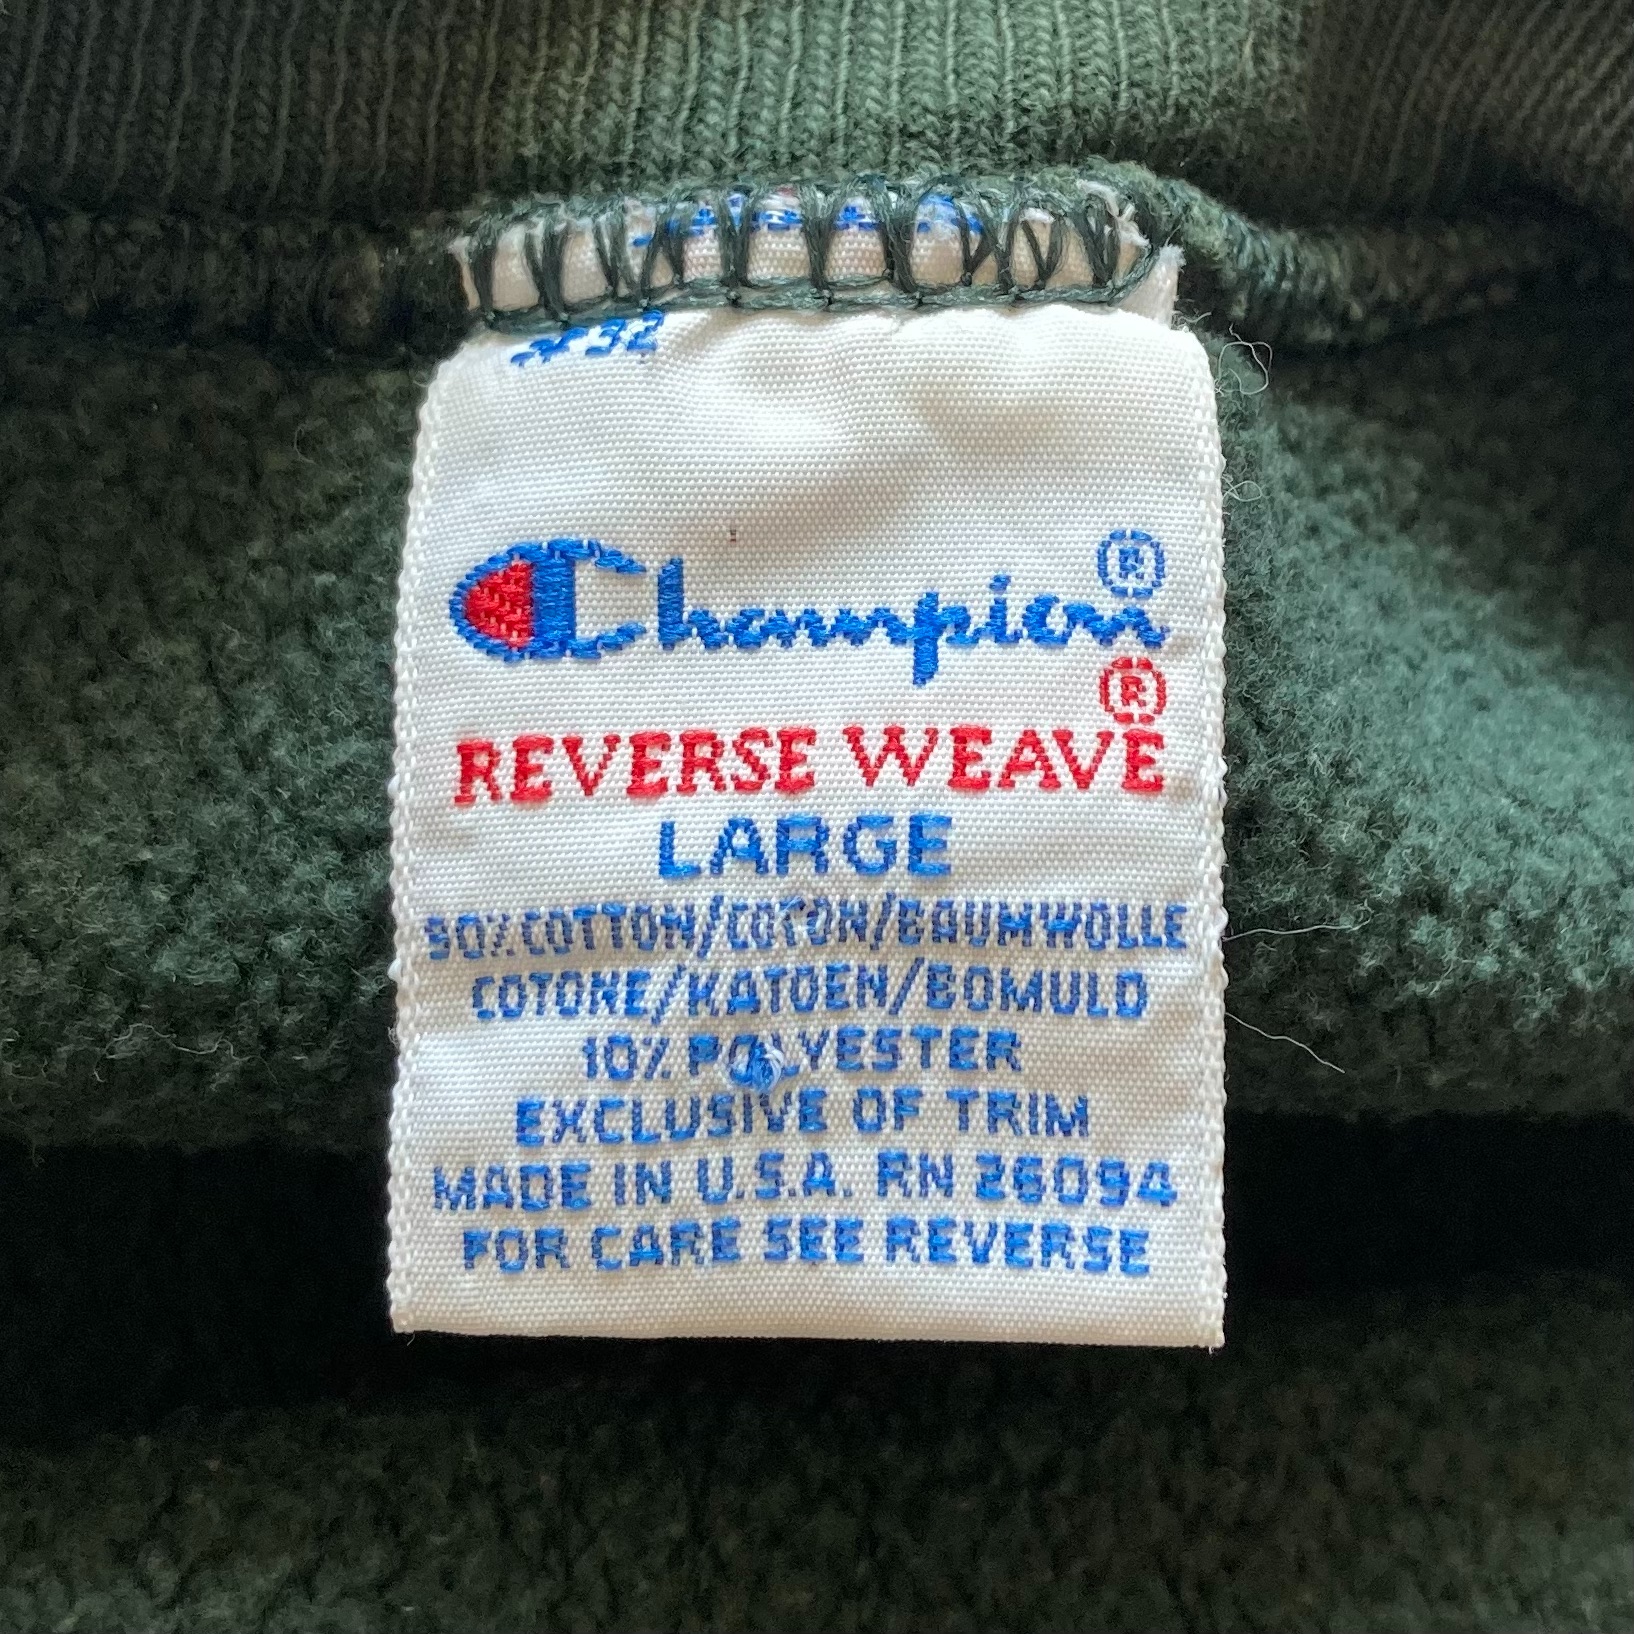 Champion®
REVERSE WEAVE®
LARGE
90% COTTON/COTON/BAUMWOLLE
COTONE/KATOEN/BOMULD
10% POLYESTER
EXCLUSIVE OF TRIM
MADE IN U.S.A. RN 26094
FOR CARE SEE REVERSE